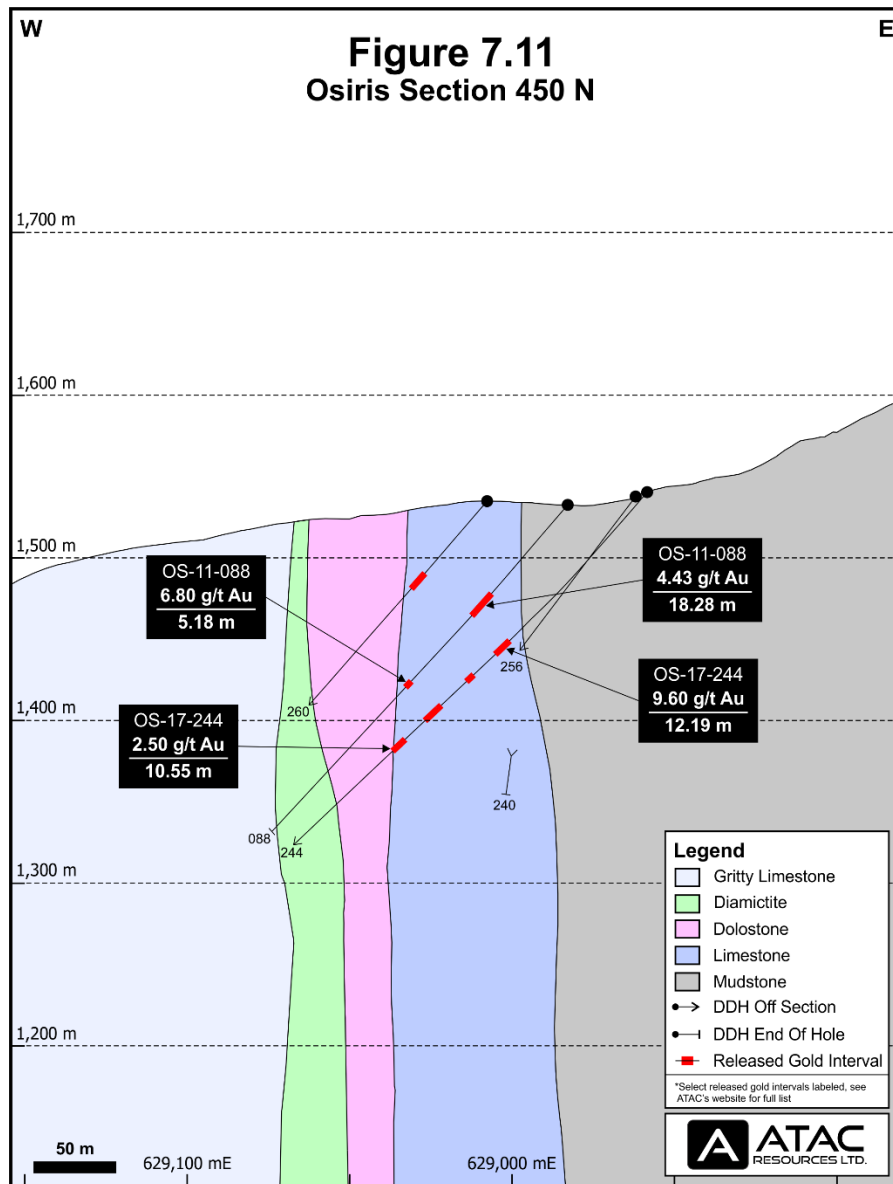 W
E
Figure 7.11
Osiris Section 450 N
1,700 m
1,600 m
1,500 m
1,400 m
1,300 m
1,200 m
OS-11-088
6.80 g/t Au
5.18 m
OS-17-244
2.50 g/t Au
10.55 m
OS-11-088
4.43 g/t Au
18.28 m
OS-17-244
9.60 g/t Au
12.19 m
256
260
240
088
244
Legend
Gritty Limestone
Diamictite
Dolostone
Limestone
Mudstone
DDH Off Section
DDH End Of Hole
Released Gold Interval
*Select released gold intervals labeled, see
ATAC's website for full list
50 m
629,100 mE
629,000 mE
ATAC
RESOURCES LTD.